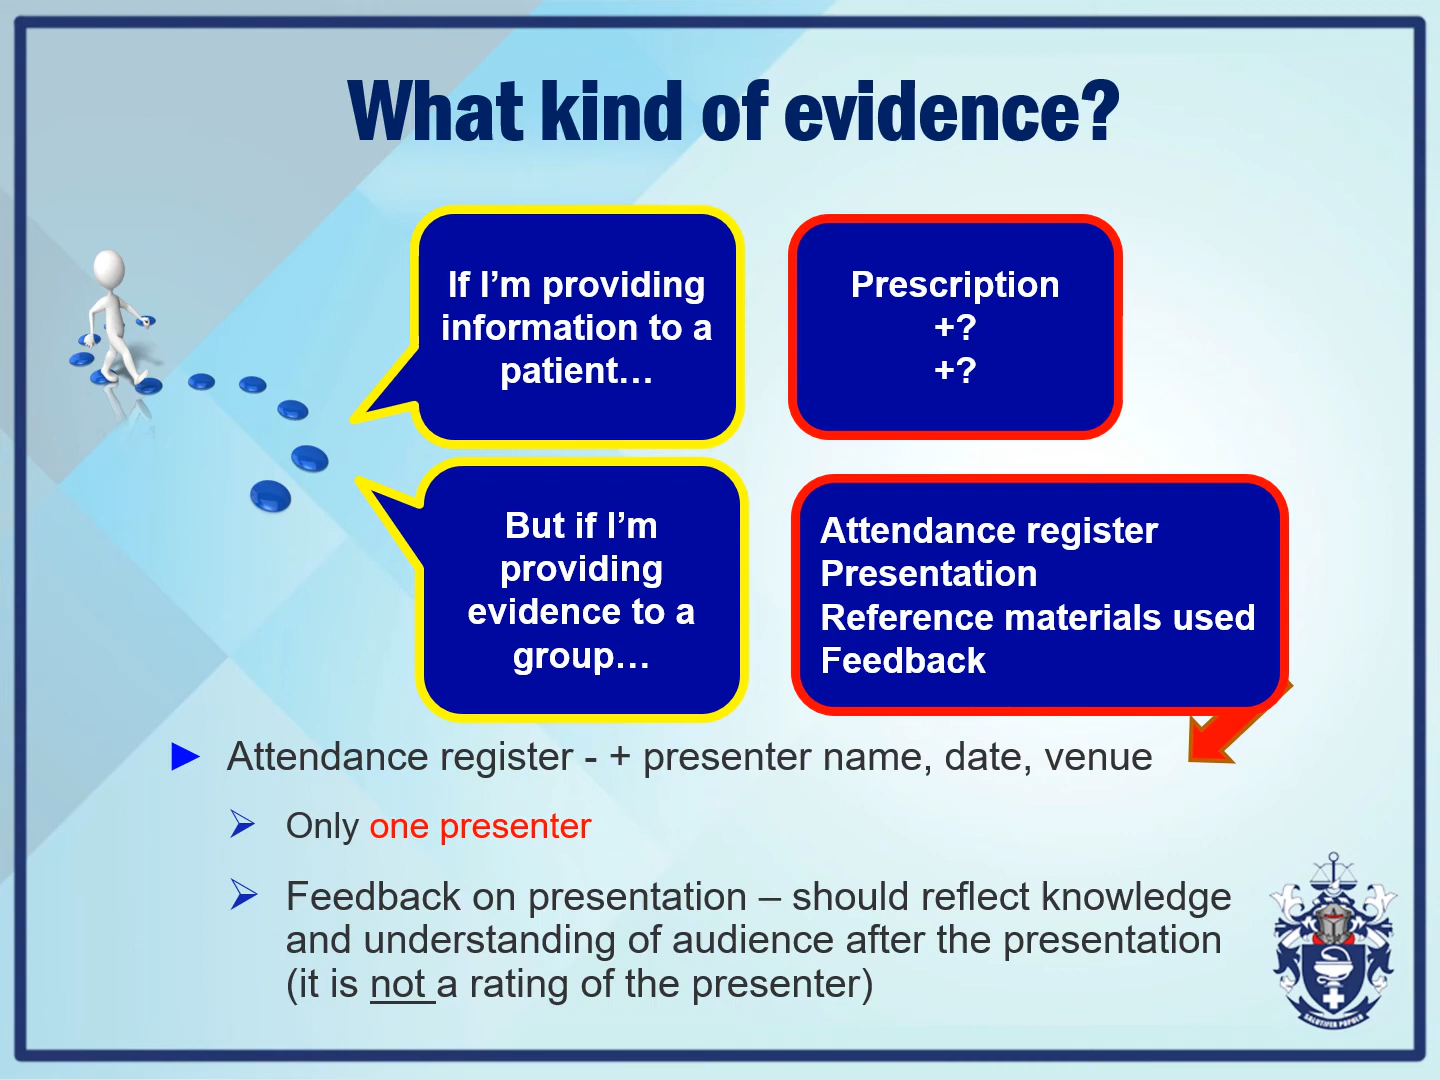 What kind of evidence?
If I’m providing
information to a
patient…
Prescription
+?
+?
But if I’m
providing
evidence to a
group…
Attendance register
Presentation
Reference materials used
Feedback
Attendance register - + presenter name, date, venue
Only one presenter
Feedback on presentation – should reflect knowledge
and understanding of audience after the presentation
(it is not a rating of the presenter)
SALUTIFER POPULO